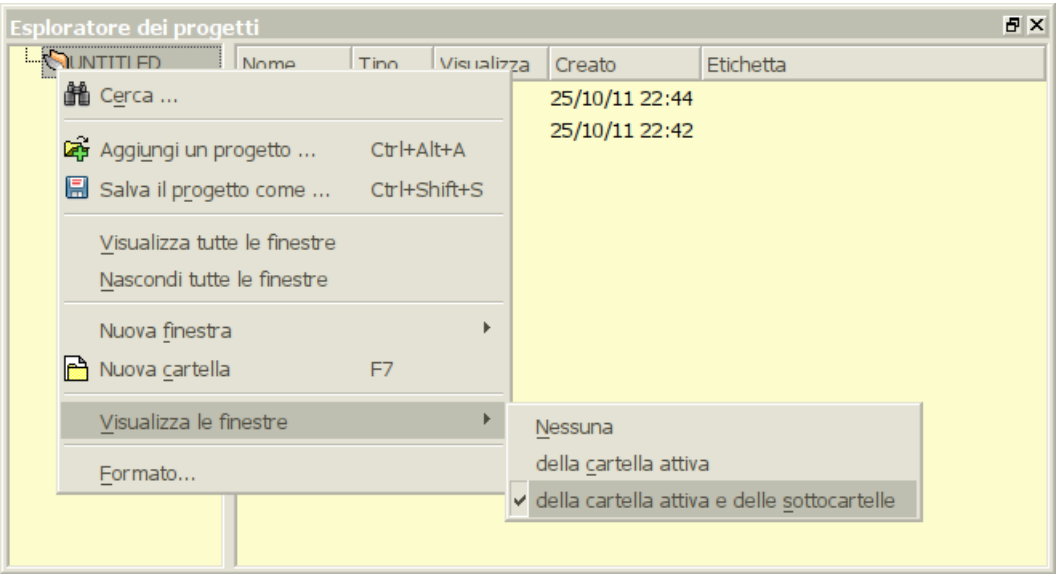 Esploratore dei progetti
UNTITLED
Nome Tipo Visualizza Creato Etichetta
25/10/11 22:44
25/10/11 22:42
Cerca ...
Aggiungi un progetto ... Ctrl+Alt+A
Salva il progetto come ... Ctrl+Shift+S
Visualizza tutte le finestre
Nascondi tutte le finestre
Nuova finestra
Nuova cartella F7
Visualizza le finestre
Formato...
Nessuna
della cartella attiva
della cartella attiva e delle sottocartelle